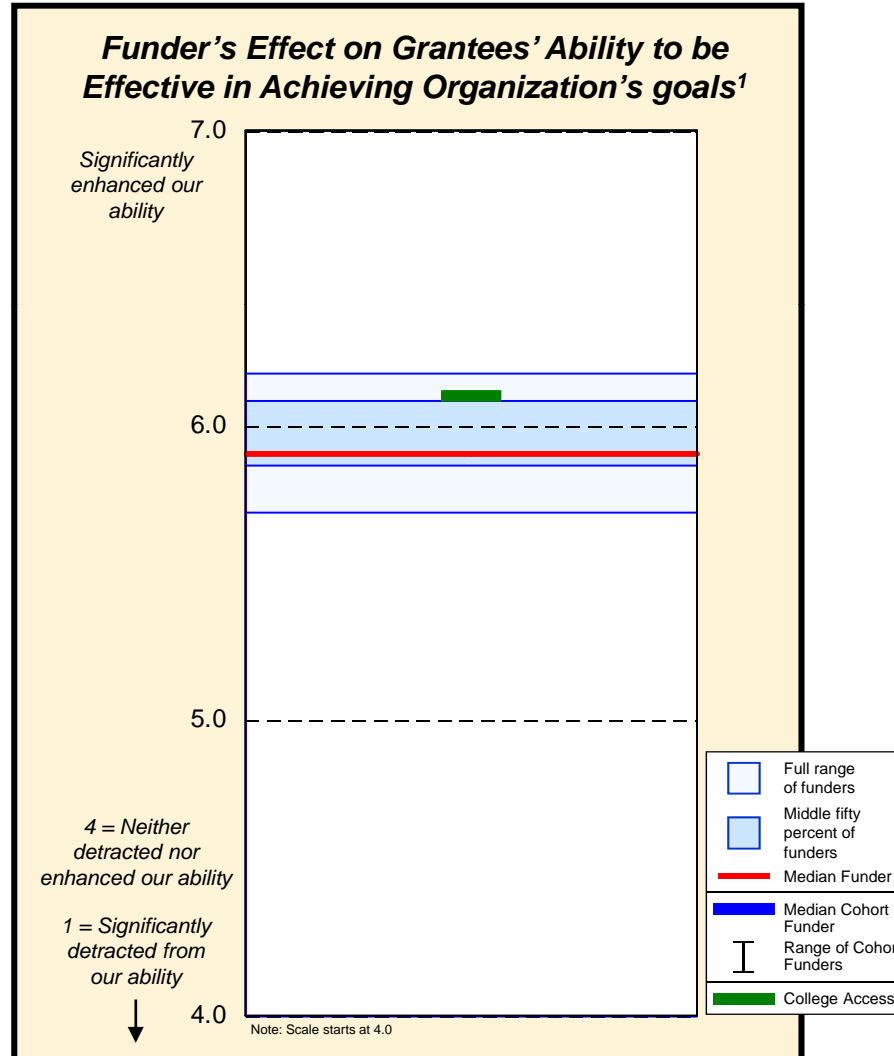 Funder's Effect on Grantees' Ability to be
Effective in Achieving Organization's goals¹
7.0
Significantly
enhanced our
ability
6.0
5.0
4 = Neither
detracted nor
enhanced our ability
1 = Significantly
detracted from
our ability
4.0
Note: Scale starts at 4.0
Full range
of funders
Middle fifty
percent of
funders
Median Funder
Median Cohort
Funder
Range of Cohor
Funders
College Access